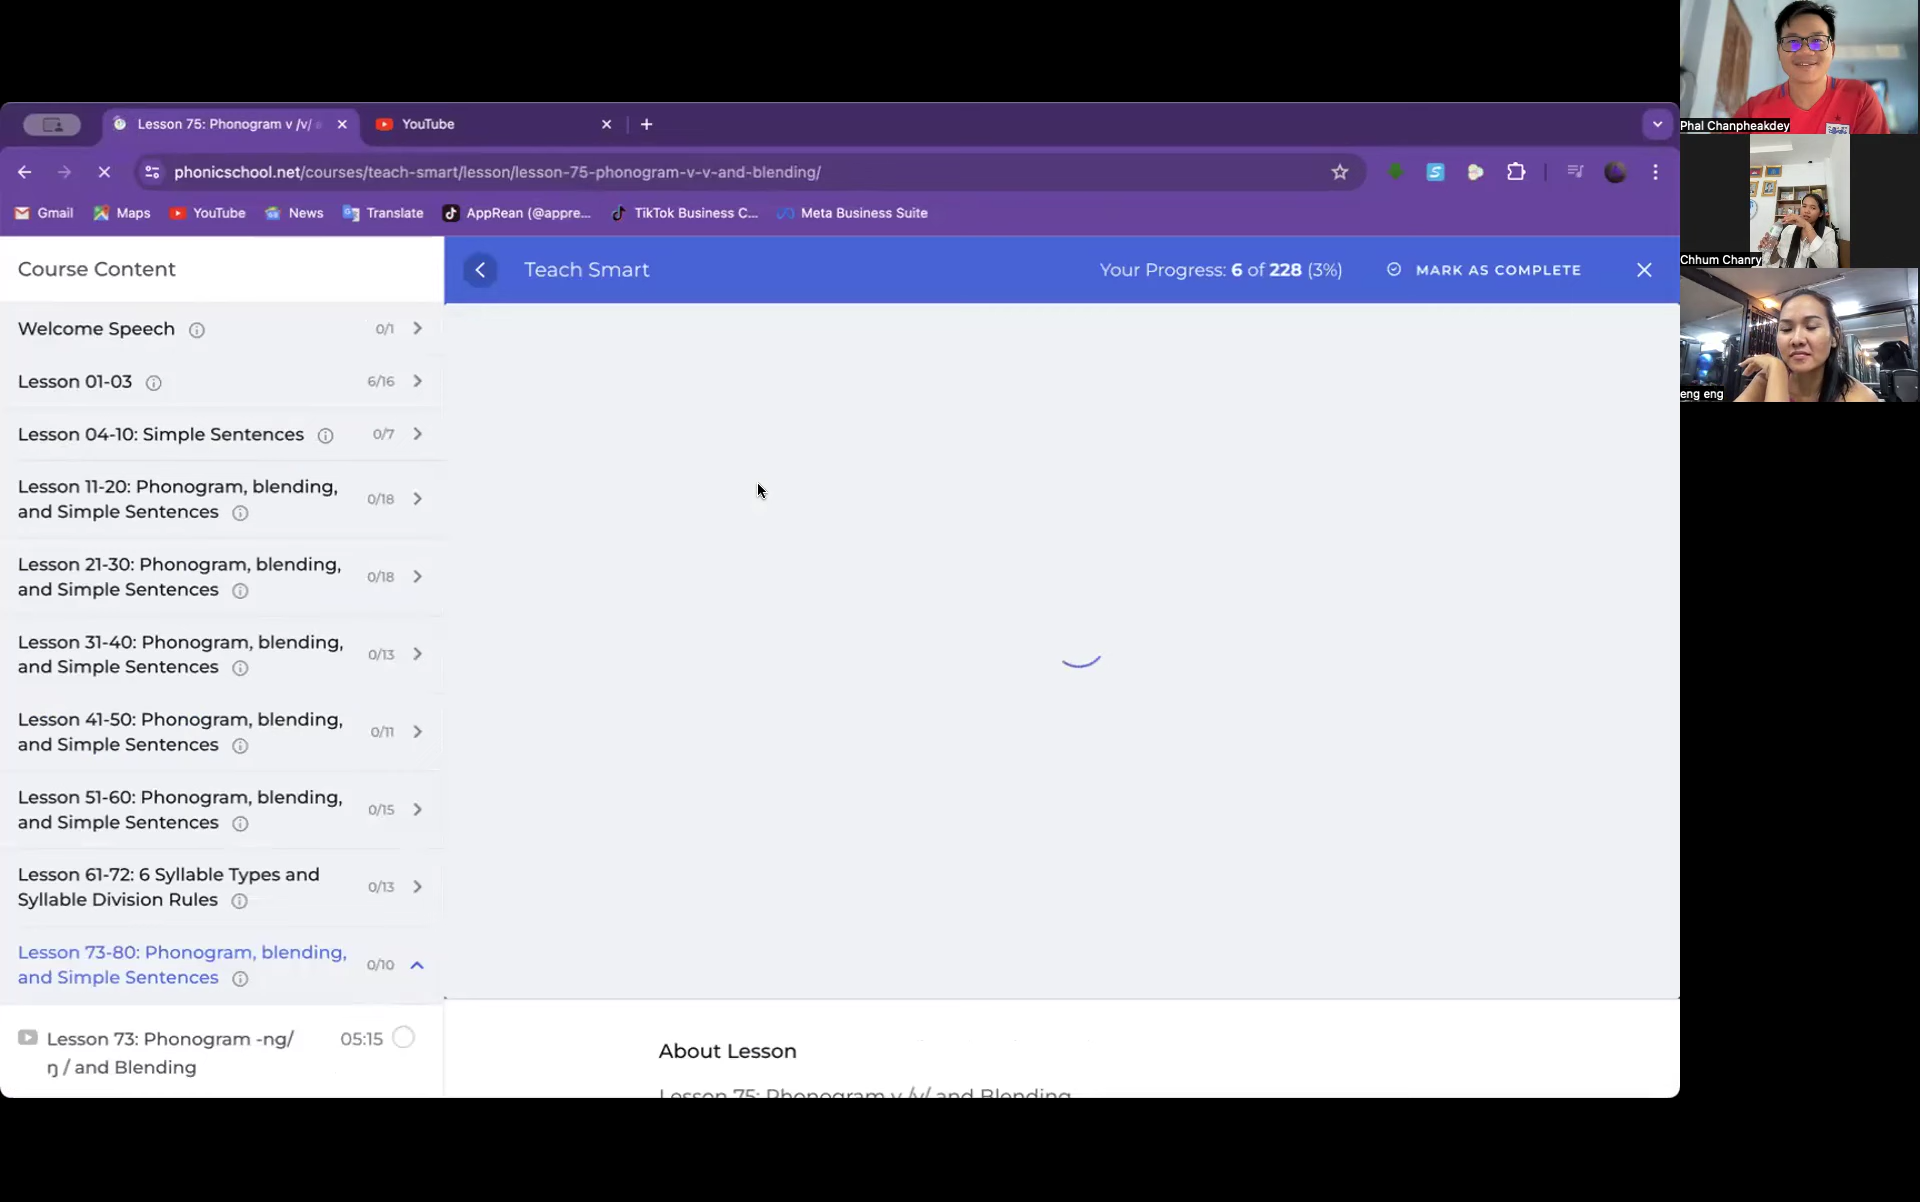 Lesson 75: Phonogram v /v/
YouTube
phonicschool.net/courses/teach-smart/lesson/lesson-75-phonogram-v-v-and-blending/
Gmail
Maps
YouTube
News
Translate
AppRean (@appre...
TikTok Business C...
Meta Business Suite
Course Content
Teach Smart
Your Progress: 6 of 228 (3%)
MARK AS COMPLETE
Welcome Speech
0/1
Lesson 01-03
6/16
Lesson 04-10: Simple Sentences
0/7
Lesson 11-20: Phonogram, blending,
and Simple Sentences
0/18
Lesson 21-30: Phonogram, blending,
and Simple Sentences
0/18
Lesson 31-40: Phonogram, blending,
and Simple Sentences
0/13
Lesson 41-50: Phonogram, blending,
and Simple Sentences
0/11
Lesson 51-60: Phonogram, blending,
and Simple Sentences
0/15
Lesson 61-72: 6 Syllable Types and
Syllable Division Rules
0/13
Lesson 73-80: Phonogram, blending,
and Simple Sentences
0/10
Lesson 73: Phonogram -ng/
ŋ / and Blending
05:15
About Lesson
Lesson 75: Phonogram v /v/ and Blending
Phal Chanpheakdey
Chhum Chanry
eng eng